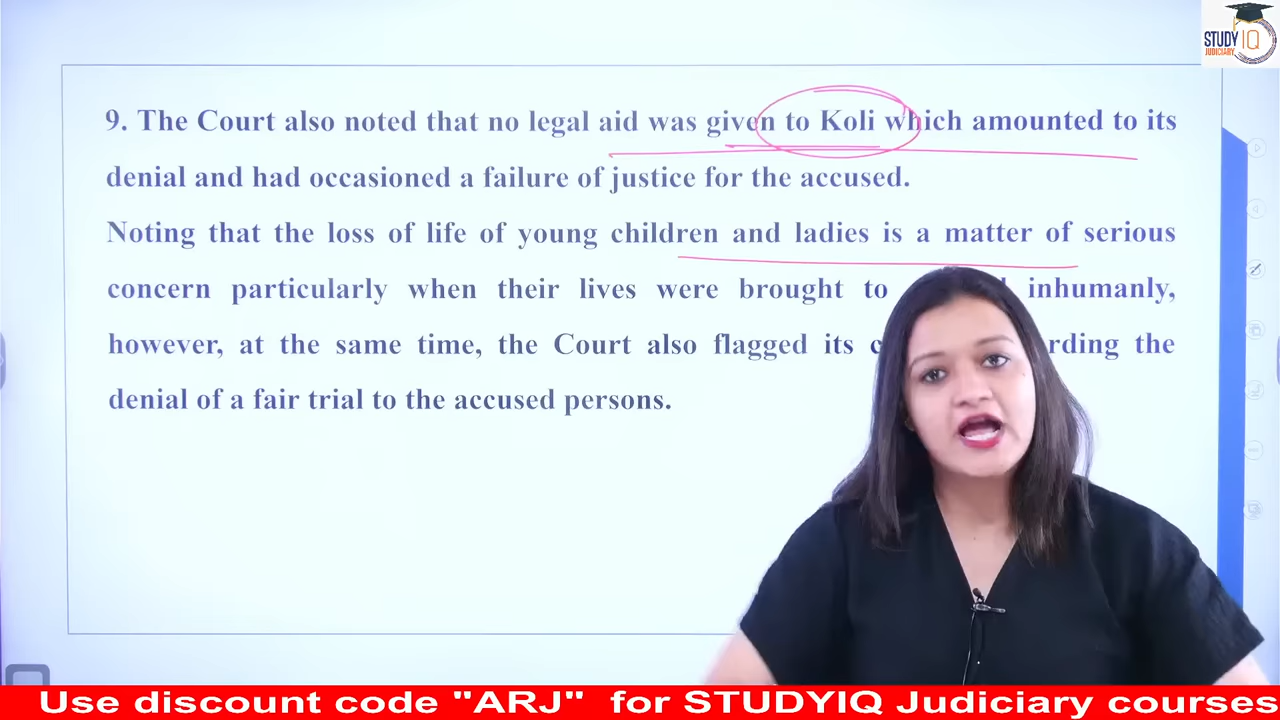 STUDY IQ
JUDICIARY
9. The Court also noted that no legal aid was given to Koli which amounted to its
denial and had occasioned a failure of justice for the accused.
Noting that the loss of life of young children and ladies is a matter of serious
concern particularly when their lives were brought to inhumanly,
however, at the same time, the Court also flagged its the
denial of a fair trial to the accused persons.
Use discount code "ARJ" for STUDYIQ Judiciary courses